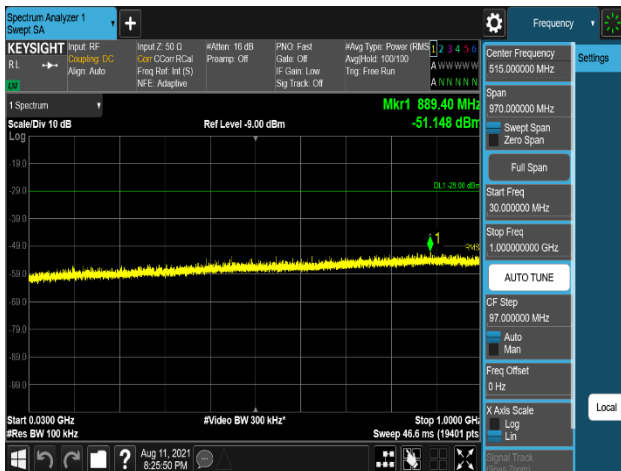 Spectrum Analyzer 1
Swept SA
+
Frequency
KEYSIGHT
RL
Input: RF
Coupling: DC
Align: Auto
Input Z: 50 Ω
Corr CCorr RCal
Freq Ref: Int (S)
NFE: Adaptive
#Atten: 16 dB
Preamp: Off
PNO: Fast
Gate: Off
IF Gain: Low
Sig Track: Off
#Avg Type: Power (RMS
Avg|Hold: 100/100
Trig: Free Run
1 2 3 4 5 6
A W W W W W
A N N N N N
1 Spectrum
Scale/Div 10 dB
Log
Ref Level -9.00 dBm
Mkr1 889.40 MHz
-51.148 dBm
-19.0
-29.0
DL1 -29.00 dBm
-39.0
1
-49.0
RMS
-59.0
-69.0
-79.0
-89.0
-99.0
Start 0.0300 GHz
#Res BW 100 kHz
#Video BW 300 kHz*
Stop 1.0000 GHz
Sweep 46.6 ms (19401 pts
Aug 11, 2021
8:25:50 PM
?
Center Frequency
515.000000 MHz
Settings
Span
970.000000 MHz
Swept Span
Zero Span
Full Span
Start Freq
30.000000 MHz
Stop Freq
1.000000000 GHz
AUTO TUNE
CF Step
97.000000 MHz
Auto
Man
Freq Offset
0 Hz
X Axis Scale
Log
Lin
Local
Signal Track
(Span Zoom)